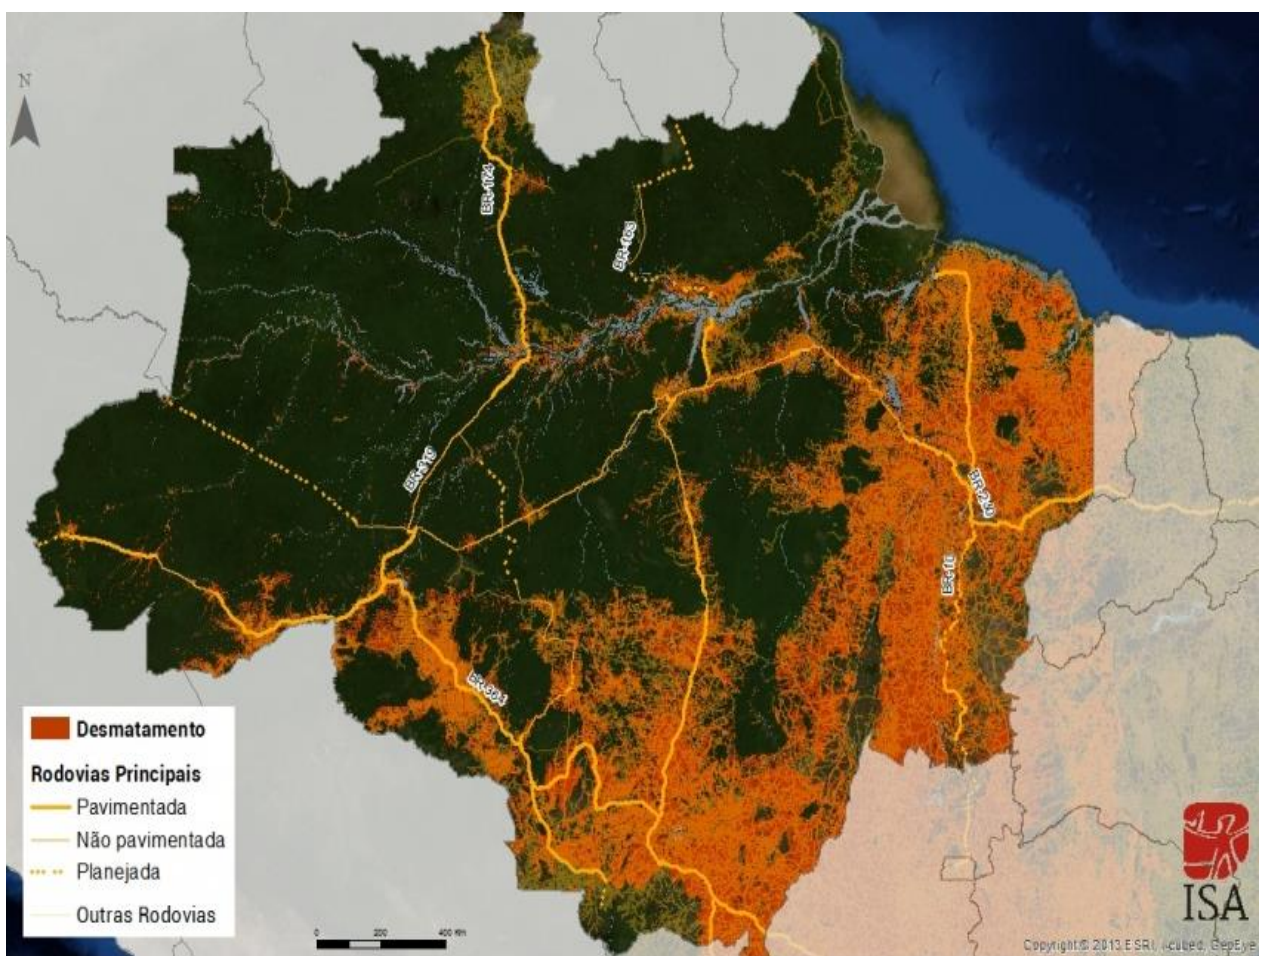 N
BR-174
BR-163
BR-319
BR-230
BR-10
BR-364
Desmatamento
Rodovias Principais
Pavimentada
Não pavimentada
Planejada
Outras Rodovias
0 200 400 Km
ISA
Copyright:© 2013 ESRI, i-cubed, GeoEye